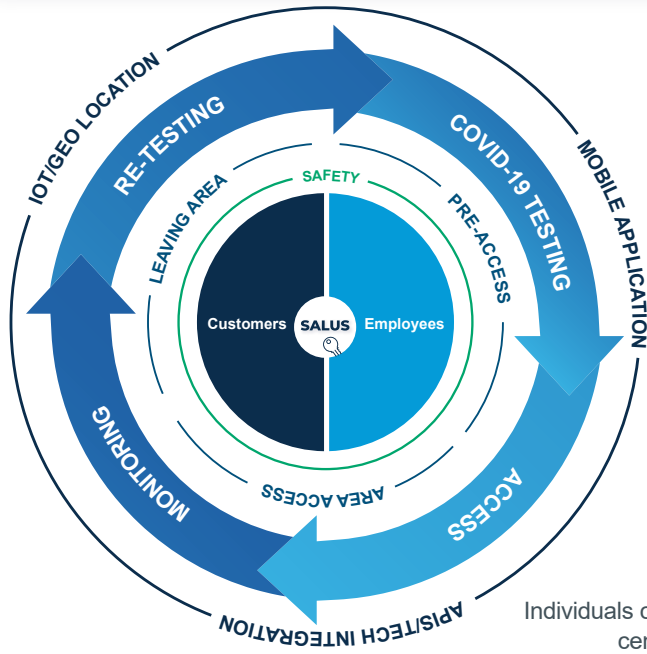 IOT/GEO LOCATION
MOBILE APPLICATION
APIS/TECH INTEGRATION
RE-TESTING
COVID-19 TESTING
ACCESS
MONITORING
LEAVING AREA
PRE-ACCESS
AREA ACCESS
SAFETY
Customers
SALUS
Employees
Individuals